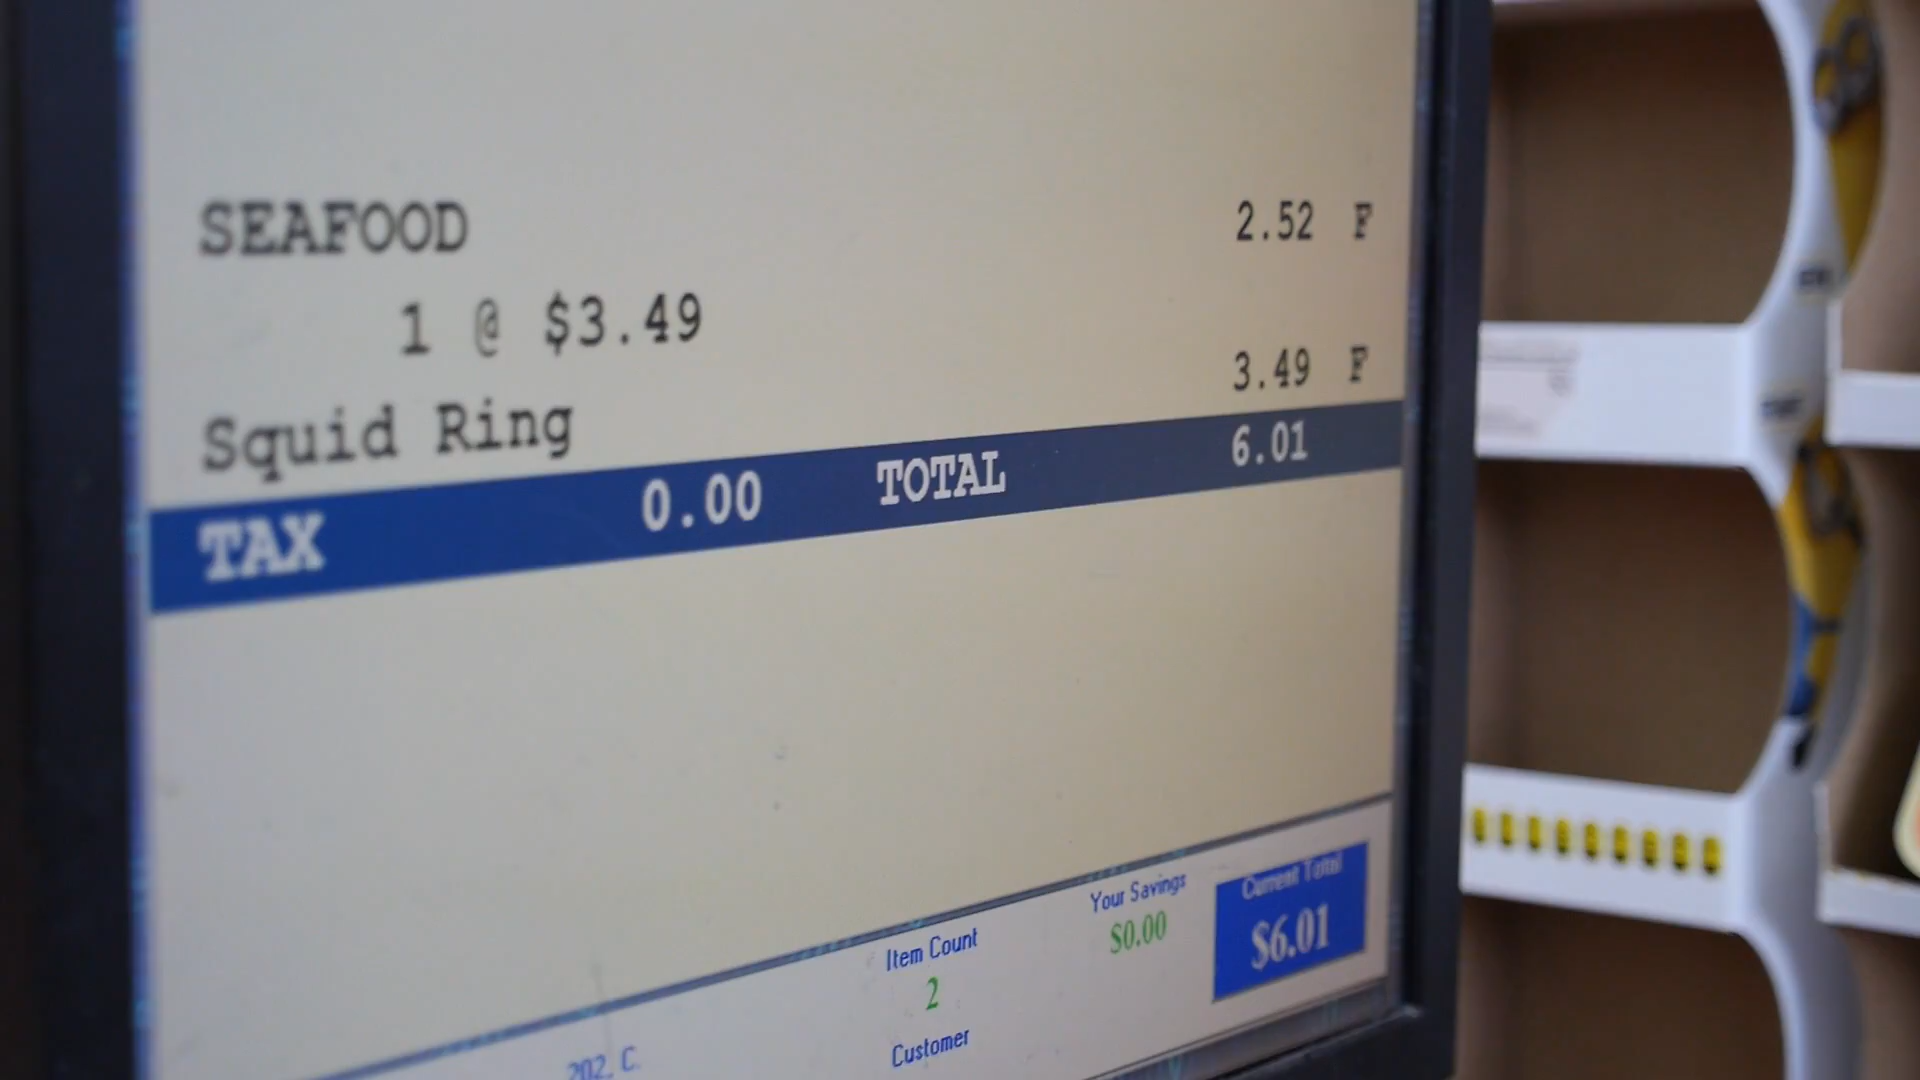 SEAFOOD 2.52 F
1 @ $3.49
Squid Ring 3.49 F
TAX 0.00 TOTAL 6.01
Item Count
2
Your Savings
$0.00
Current Total
$6.01
202, C.
Customer